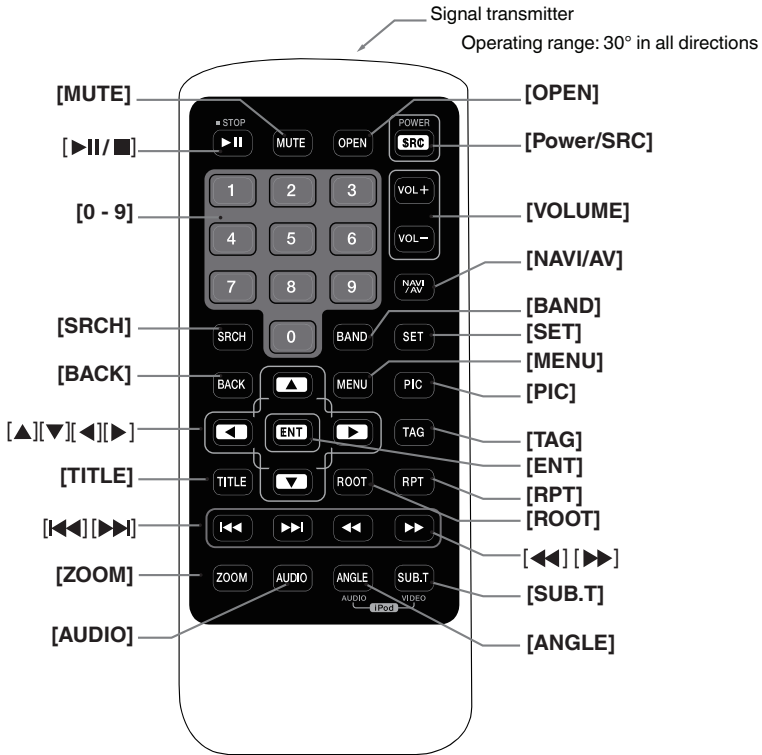 Signal transmitter
Operating range: 30° in all directions
[MUTE]
[OPEN]
■ STOP
POWER
[►II/■]
►II
MUTE
OPEN
SRC
[Power/SRC]
1 2 3
VOL+
[0 - 9]
[VOLUME]
4 5 6
VOL–
[NAVI/AV]
7 8 9
NAVI
/AV
[BAND]
[SRCH]
SRCH
0
BAND
SET
[SET]
[MENU]
[BACK]
BACK
▲
MENU
PIC
[PIC]
[▲][▼][◄][►]
◄
ENT
►
TAG
[TAG]
[ENT]
[TITLE]
TITLE
▼
ROOT
RPT
[RPT]
[ROOT]
[I◄◄] [►►I]
I◄◄ ►►I ◄◄ ►►
[◄◄] [►►]
[ZOOM]
ZOOM
AUDIO
ANGLE
SUB.T
[SUB.T]
AUDIO
iPod
VIDEO
[AUDIO]
[ANGLE]